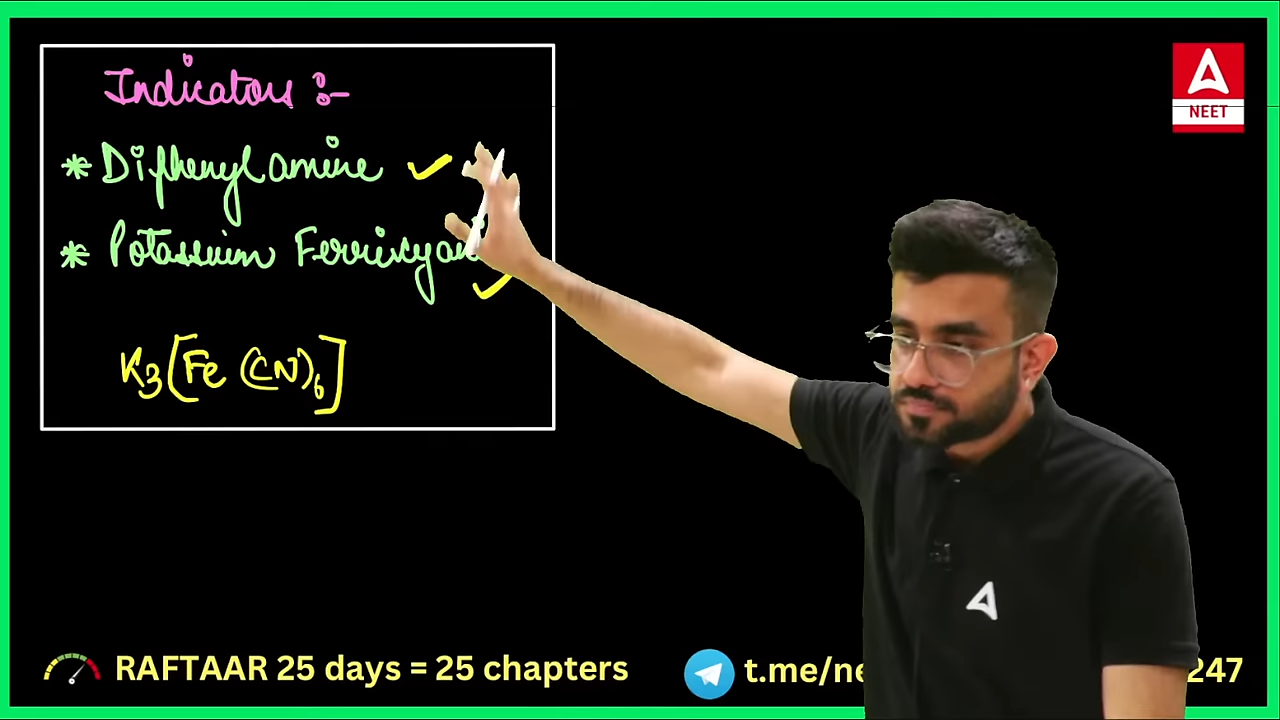 Indicators :-
* Diphenylamine ✓
* Potassium Ferricyan
✓
K3[Fe(CN)6]
NEET
RAFTAAR 25 days = 25 chapters
t.me/ne 247